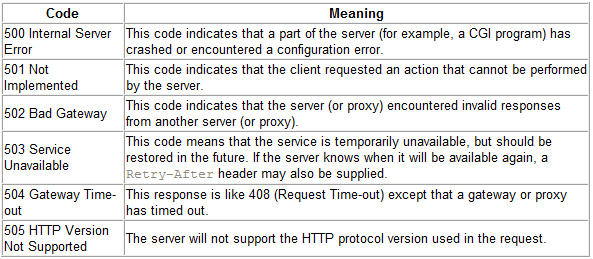 Code Meaning
500 Internal Server This code indicates that a part of the server (for example, a CGI program) has
Error crashed or encountered a configuration error.
501 Not This code indicates that the client requested an action that cannot be performed
Implemented by the server.
502 Bad Gateway This code indicates that the server (or proxy) encountered invalid responses
from another server (or proxy).
503 Service Unavailable This code means that the service is temporarily unavailable, but should be
restored in the future. If the server knows when it will be available again, a
Retry-After header may also be supplied.
504 Gateway Time- This response is like 408 (Request Time-out) except that a gateway or proxy
out has timed out.
505 HTTP Version
Not Supported The server will not support the HTTP protocol version used in the request.